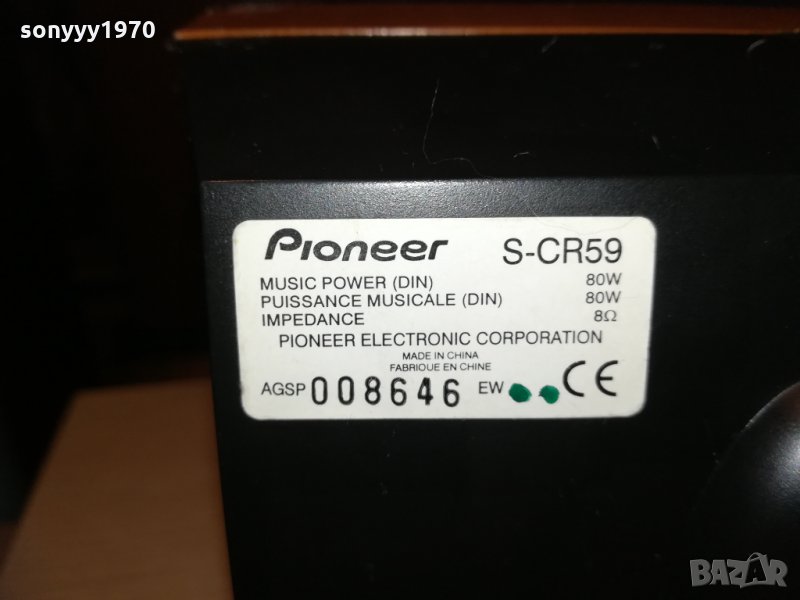 sonyyy1970
Pioneer S-CR59
MUSIC POWER (DIN) 80W
PUISSANCE MUSICALE (DIN) 80W
IMPEDANCE 8Ω
PIONEER ELECTRONIC CORPORATION
MADE IN CHINA
FABRIQUE EN CHINE
AGSP 008646 EW CE
BAZAR